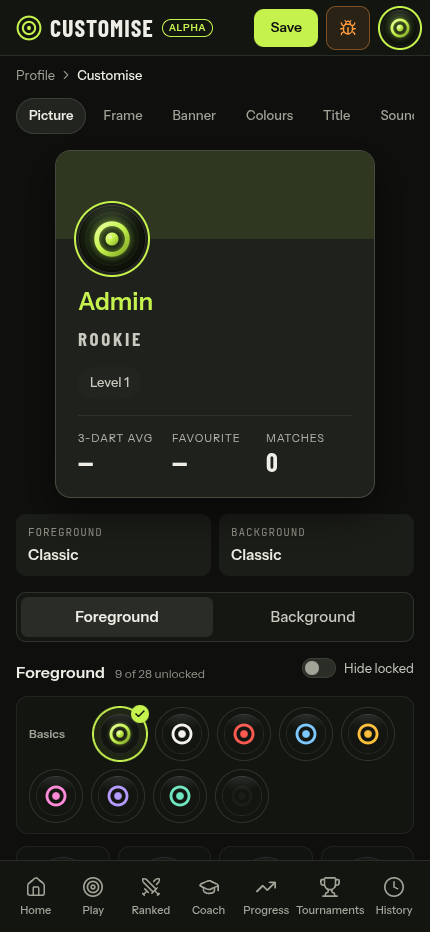 CUSTOMISE ALPHA Save
Profile > Customise
Picture Frame Banner Colours Title Soun
Admin
ROOKIE
Level 1
3-DART AVG FAVOURITE MATCHES
– – 0
FOREGROUND BACKGROUND
Classic Classic
Foreground Background
Foreground 9 of 28 unlocked Hide locked
Basics
Home Play Ranked Coach Progress Tournaments History